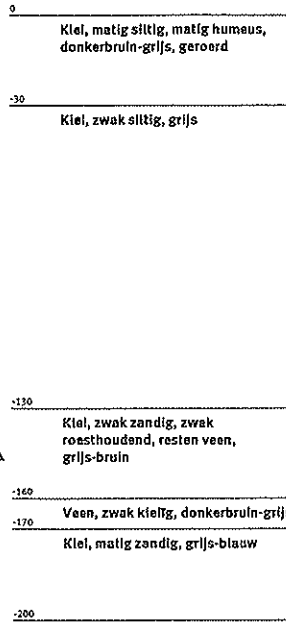 0
Klei, matig siltig, matig humeus,
donkerbruin-grijs, geroerd
-30
Klei, zwak siltig, grijs
-130
Klei, zwak zandig, zwak
roesthoudend, resten veen,
grijs-bruin
-160
Veen, zwak kleiïg, donkerbruin-grij
-170
Klei, matig zandig, grijs-blauw
-200